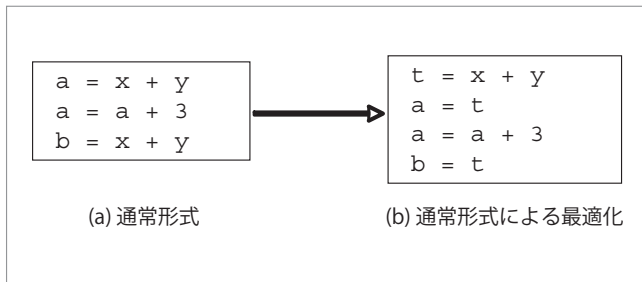 a = x + y
a = a + 3
b = x + y
(a) 通常形式
t = x + y
a = t
a = a + 3
b = t
(b) 通常形式による最適化